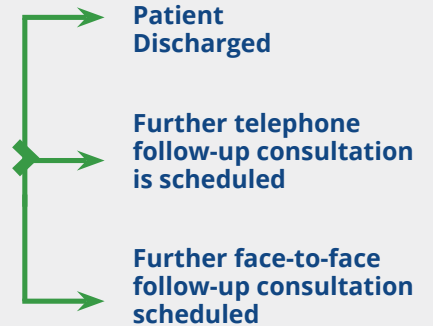 Patient
Discharged
Further telephone
follow-up consultation
is scheduled
Further face-to-face
follow-up consultation
scheduled